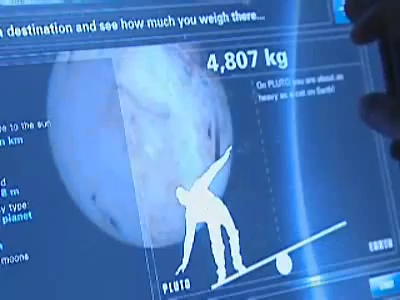 destination and see how much you weigh there...
4,807 kg
On PLUTO you are about as
heavy as a cat on Earth!
to the sun
km
8 m
type:
planet
moons
PLUTO
EARTH